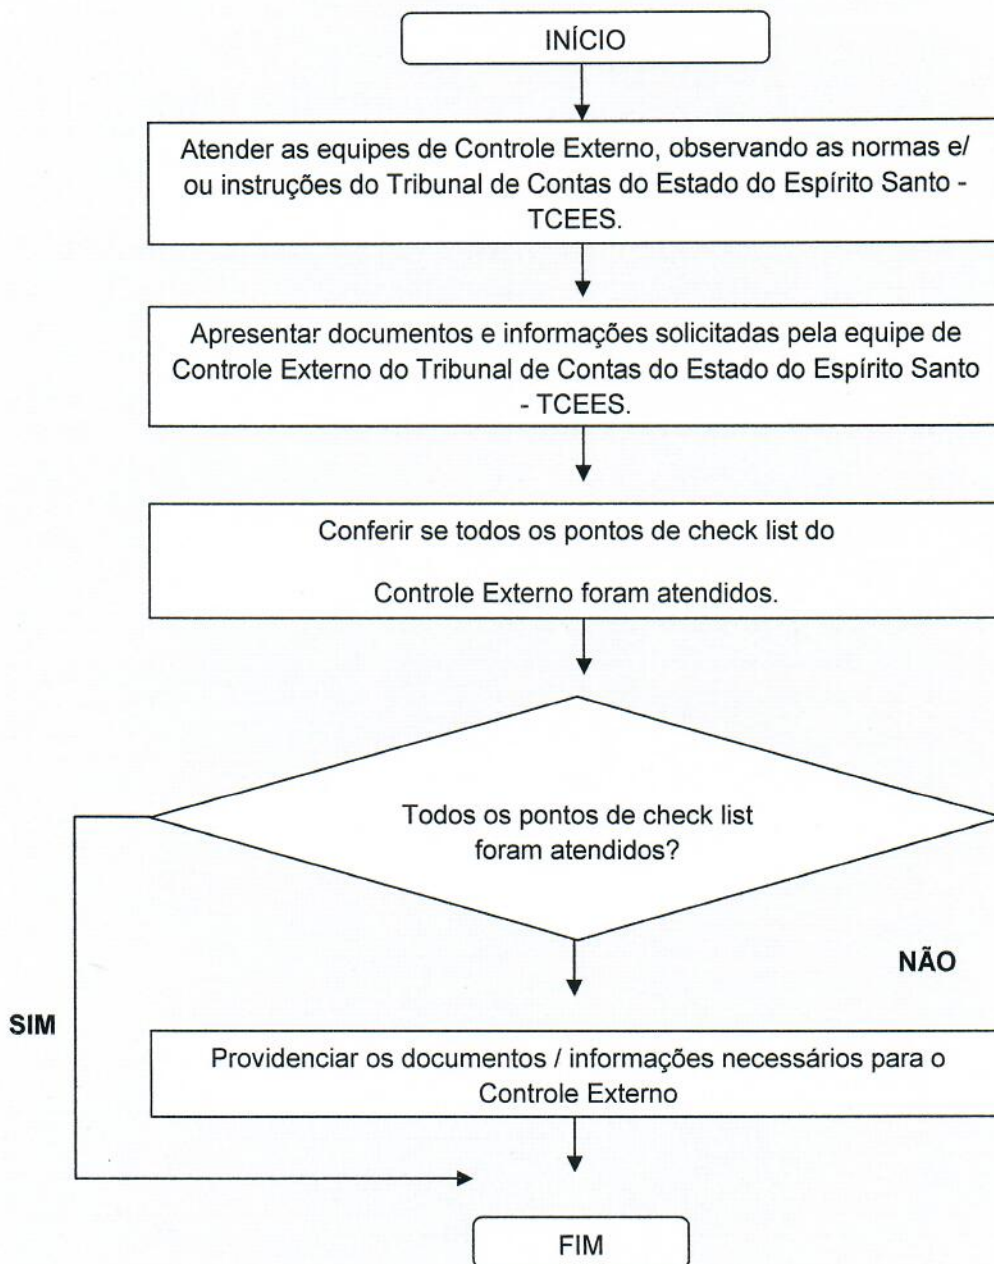 INÍCIO
Atender as equipes de Controle Externo, observando as normas e/
ou instruções do Tribunal de Contas do Estado do Espírito Santo -
TCEES.
Apresentar documentos e informações solicitadas pela equipe de
Controle Externo do Tribunal de Contas do Estado do Espírito Santo
- TCEES.
Conferir se todos os pontos de check list do
Controle Externo foram atendidos.
Todos os pontos de check list
foram atendidos?
NÃO
SIM
Providenciar os documentos / informações necessários para o
Controle Externo
FIM